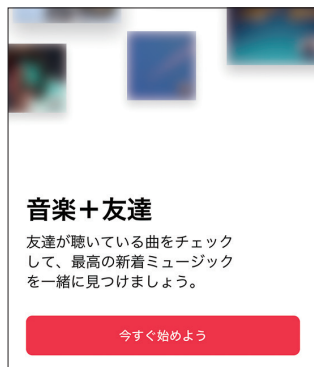 音楽＋友達
友達が聴いている曲をチェック
して、最高の新着ミュージック
を一緒に見つけましょう。
今すぐ始めよう